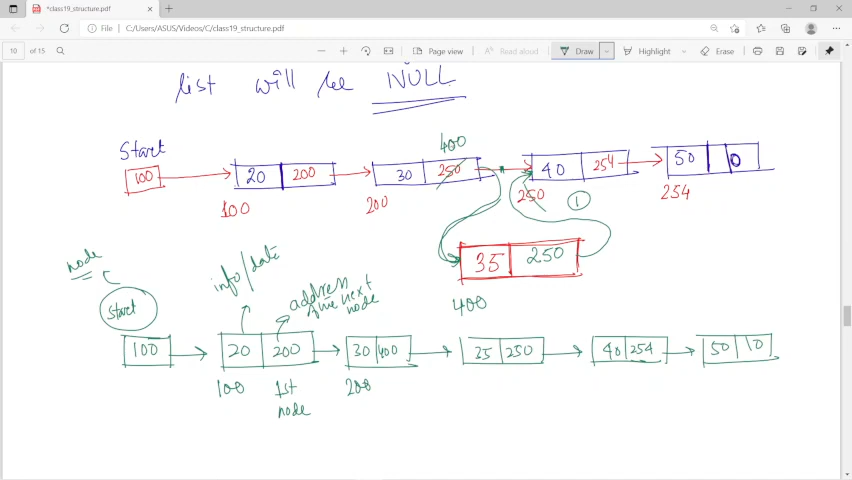 *class19_structure.pdf
File | C:/Users/ASUS/Videos/C/class19_structure.pdf
10 of 15
Page view
Read aloud
Draw
Highlight
Erase
list will be NULL
400
Start
100
20 200
30 250
40 254
50 0
100
200
250
1
254
35 250
400
node
start
info/data
address
of the next
node
100
20 200
30 400
35 250
40 254
50 10
100
1st
node
200